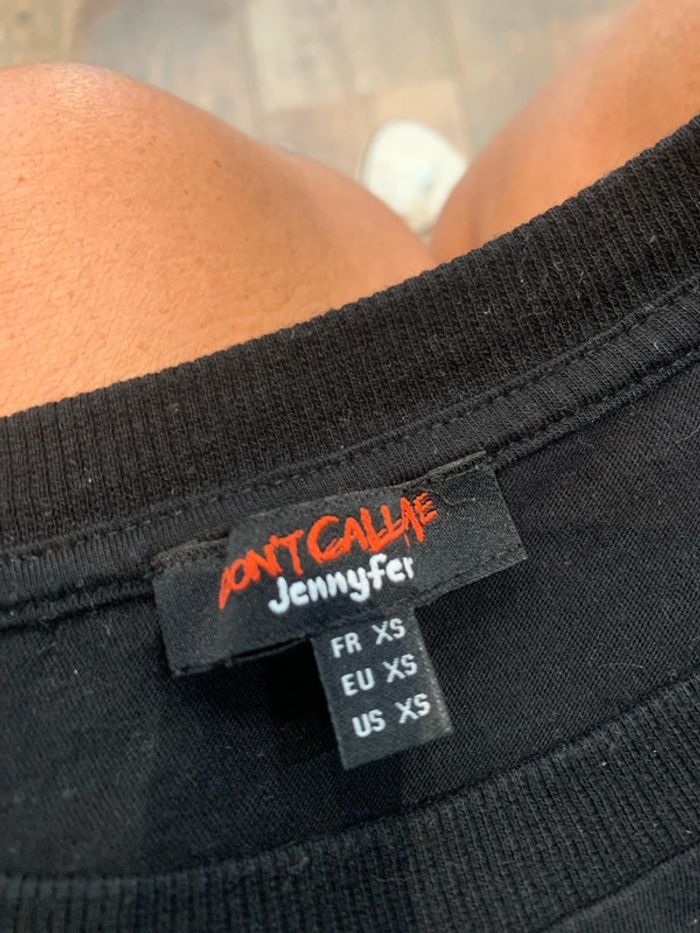 DON'T CALL ME
Jennyfer
FR XS
EU XS
US XS